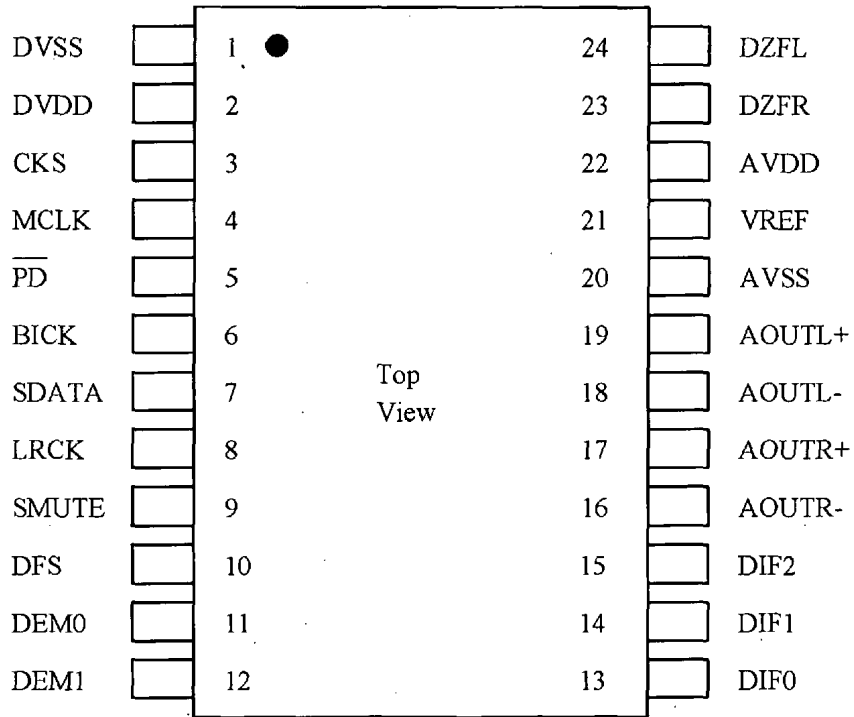 DVSS 1 24 DZFL
DVDD 2 23 DZFR
CKS 3 22 AVDD
MCLK 4 21 VREF
PD 5 20 AVSS
BICK 6 19 AOUTL+
SDATA 7 18 AOUTL-
Top
View
LRCK 8 17 AOUTR+
SMUTE 9 16 AOUTR-
DFS 10 15 DIF2
DEM0 11 14 DIF1
DEM1 12 13 DIF0